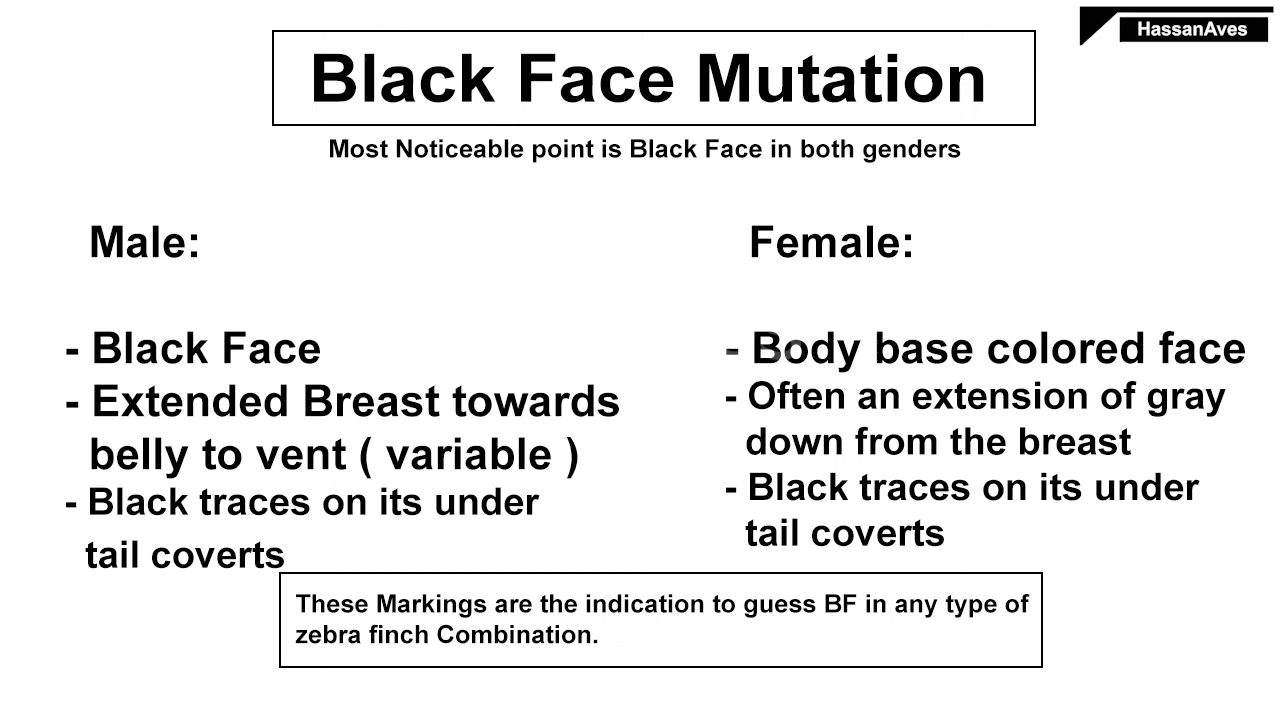 HassanAves
Black Face Mutation
Most Noticeable point is Black Face in both genders
Male:
- Black Face
- Extended Breast towards
belly to vent ( variable )
- Black traces on its under
tail coverts
Female:
- Body base colored face
- Often an extension of gray
down from the breast
- Black traces on its under
tail coverts
These Markings are the indication to guess BF in any type of
zebra finch Combination.